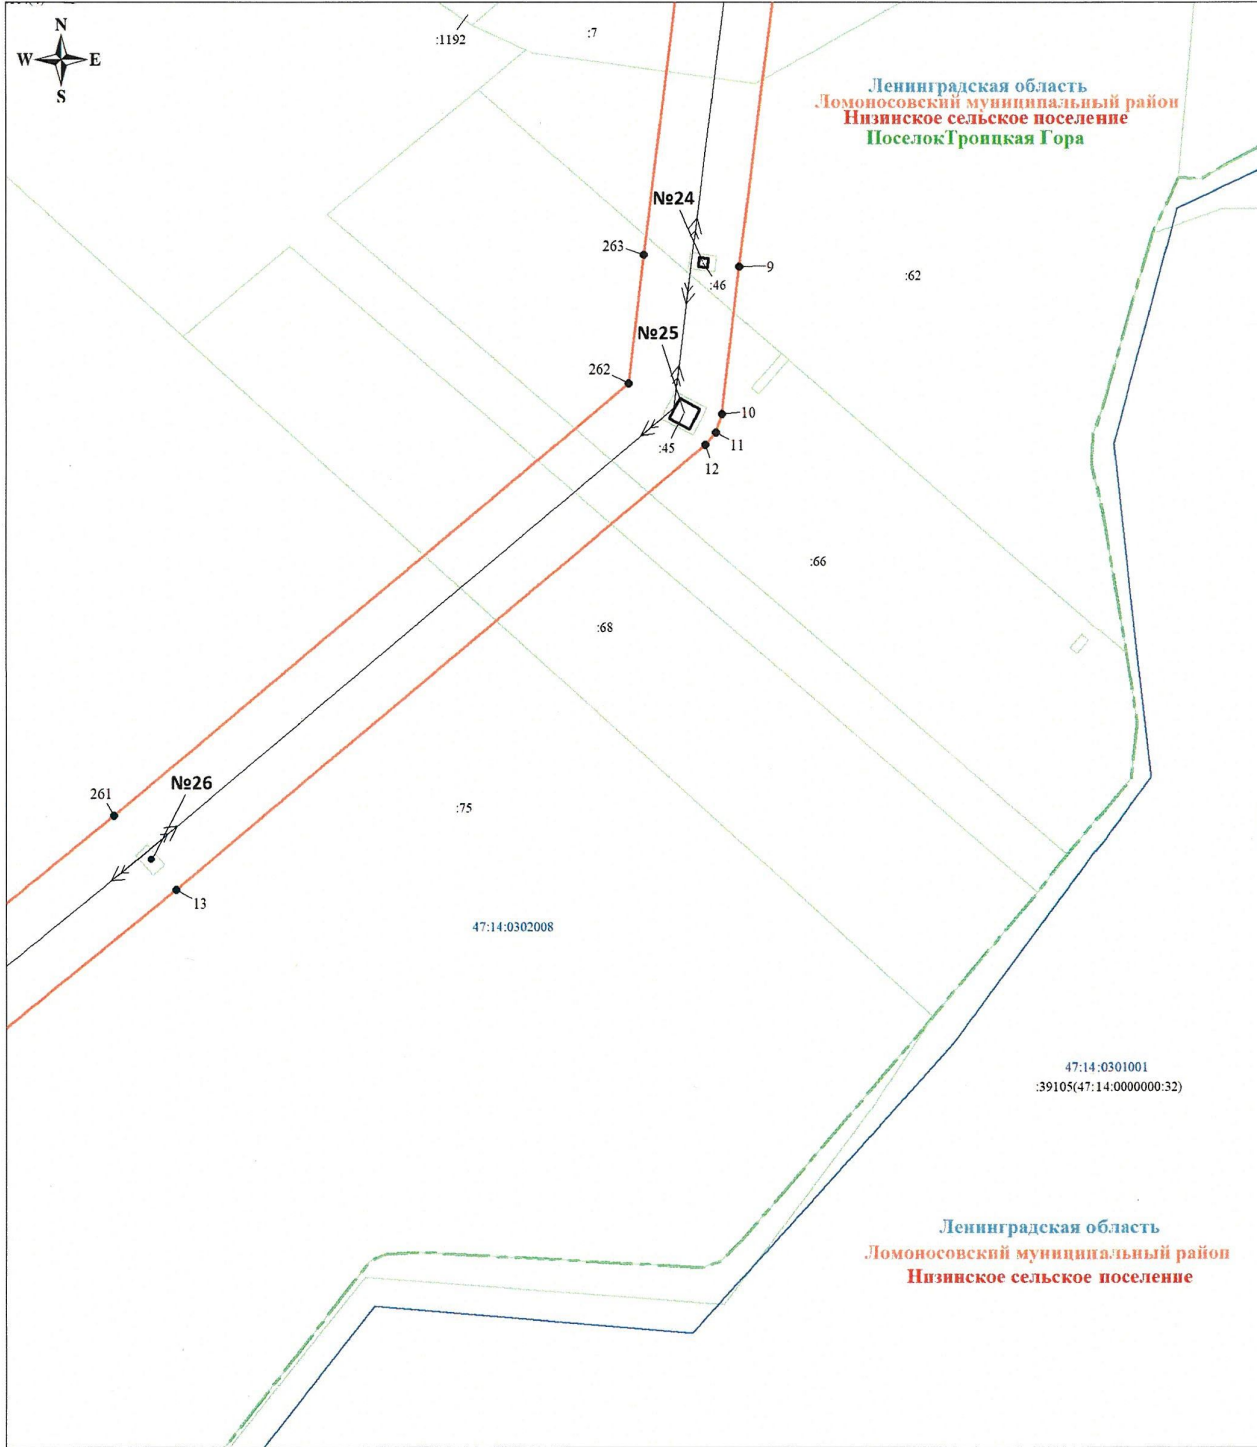 N
W E
S
:1192
:7
Ленинградская область
Ломоносовский муниципальный район
Низинское сельское поселение
ПоселокТроицкая Гора
№24
263
9
:46
:62
№25
262
10
:45
11
12
:66
:68
№26
261
:75
13
47:14:0302008
47:14:0301001
:39105(47:14:0000000:32)
Ленинградская область
Ломоносовский муниципальный район
Низинское сельское поселение